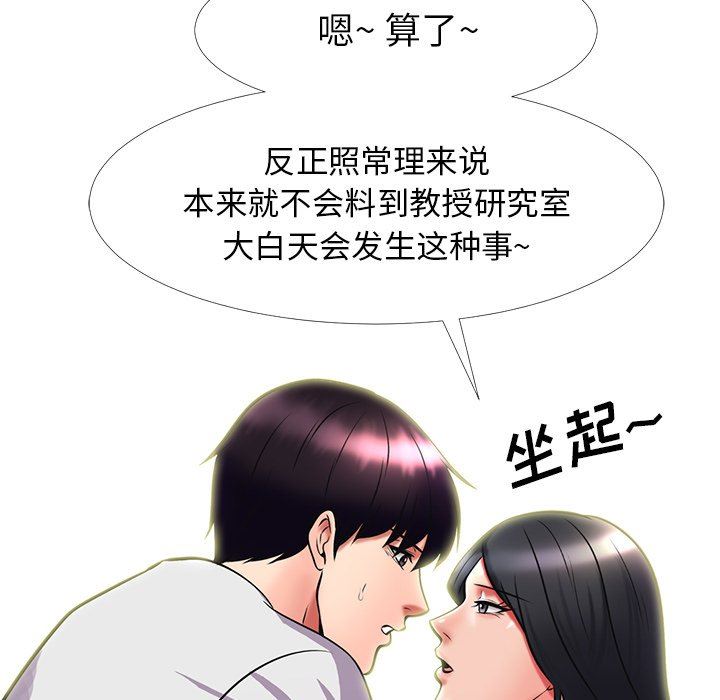 嗯~ 算了~
反正照常理来说
本来就不会料到教授研究室
大白天会发生这种事~
坐起~